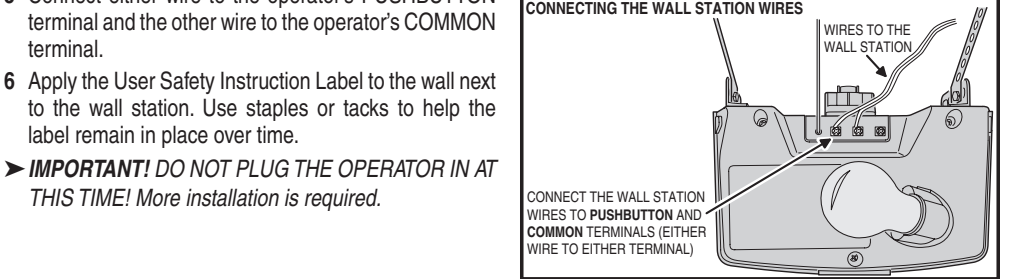 5 Connect either wire to the operator's PUSHBUTTON
terminal and the other wire to the operator's COMMON
terminal.
6 Apply the User Safety Instruction Label to the wall next
to the wall station. Use staples or tacks to help the
label remain in place over time.
➤ IMPORTANT! DO NOT PLUG THE OPERATOR IN AT
THIS TIME! More installation is required.
CONNECTING THE WALL STATION WIRES
WIRES TO THE
WALL STATION
CONNECT THE WALL STATION
WIRES TO PUSHBUTTON AND
COMMON TERMINALS (EITHER
WIRE TO EITHER TERMINAL)